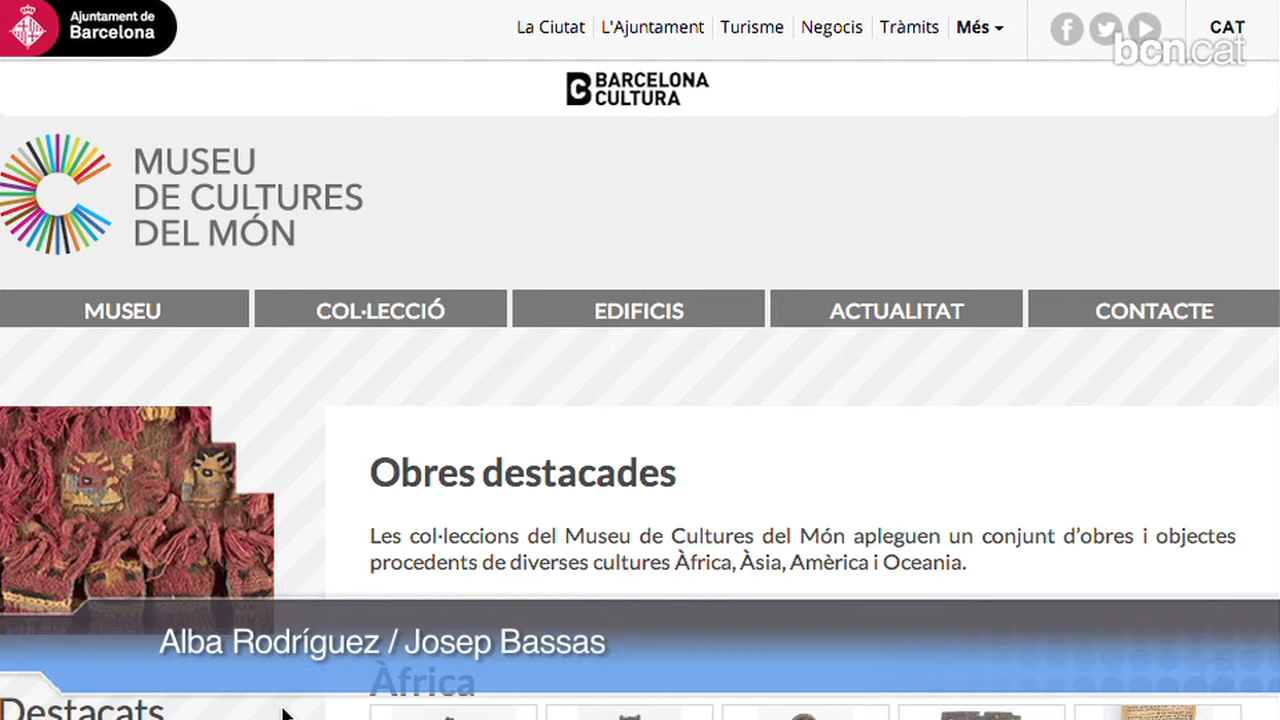 Ajuntament de
Barcelona
La Ciutat
L'Ajuntament
Turisme
Negocis
Tràmits
Més
CAT
bcn.cat
BARCELONA
CULTURA
MUSEU
DE CULTURES
DEL MÓN
MUSEU
COL·LECCIÓ
EDIFICIS
ACTUALITAT
CONTACTE
Obres destacades
Les col·leccions del Museu de Cultures del Món apleguen un conjunt d’obres i objectes
procedents de diverses cultures Àfrica, Àsia, Amèrica i Oceania.
Alba Rodríguez / Josep Bassas
Àfrica
Destacats